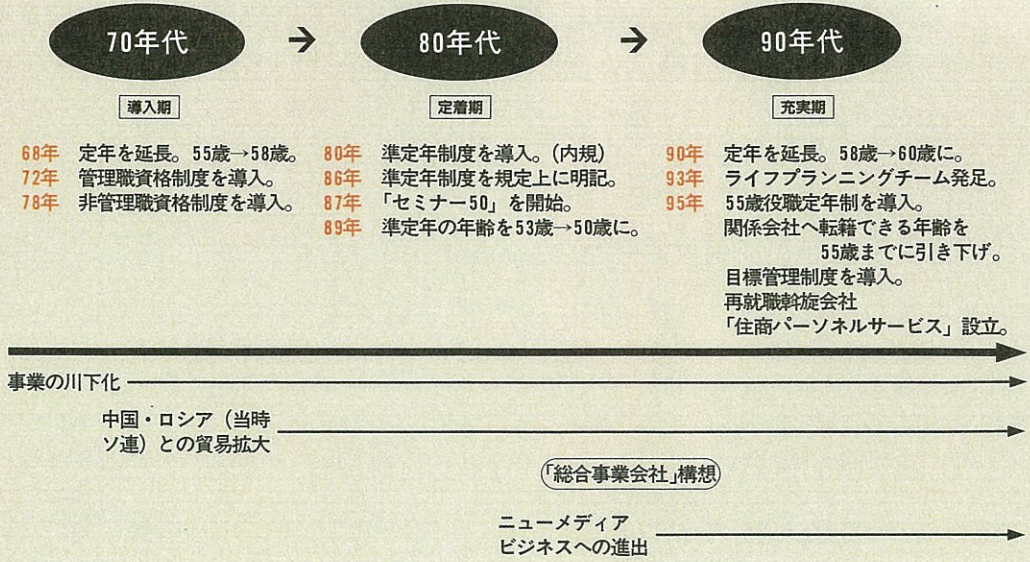 70年代 → 80年代 → 90年代
導入期
68年 定年を延長。55歳→58歳。
72年 管理職資格制度を導入。
78年 非管理職資格制度を導入。
定着期
80年 準定年制度を導入。(内規)
86年 準定年制度を規定上に明記。
87年 「セミナー50」を開始。
89年 準定年の年齢を53歳→50歳に。
充実期
90年 定年を延長。58歳→60歳に。
93年 ライフプランニングチーム発足。
95年 55歳役職定年制を導入。
関係会社へ転籍できる年齢を
55歳までに引き下げ。
目標管理制度を導入。
再就職斡旋会社
「住商パーソネルサービス」設立。
事業の川下化
中国・ロシア(当時
ソ連)との貿易拡大
「総合事業会社」構想
ニューメディア
ビジネスへの進出